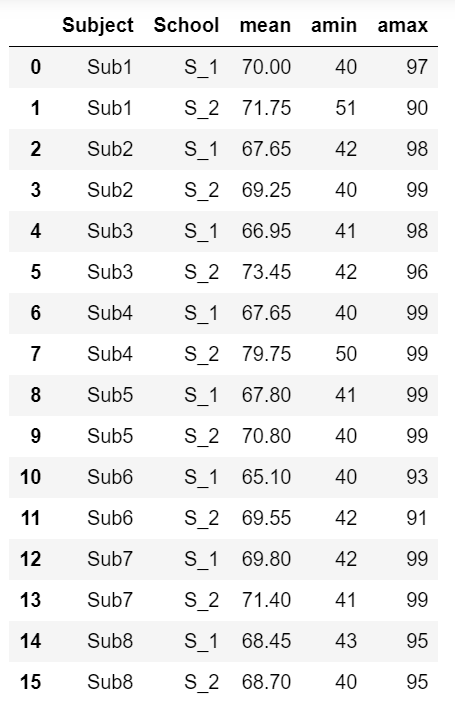 Subject School mean amin amax
0 Sub1 S_1 70.00 40 97
1 Sub1 S_2 71.75 51 90
2 Sub2 S_1 67.65 42 98
3 Sub2 S_2 69.25 40 99
4 Sub3 S_1 66.95 41 98
5 Sub3 S_2 73.45 42 96
6 Sub4 S_1 67.65 40 99
7 Sub4 S_2 79.75 50 99
8 Sub5 S_1 67.80 41 99
9 Sub5 S_2 70.80 40 99
10 Sub6 S_1 65.10 40 93
11 Sub6 S_2 69.55 42 91
12 Sub7 S_1 69.80 42 99
13 Sub7 S_2 71.40 41 99
14 Sub8 S_1 68.45 43 95
15 Sub8 S_2 68.70 40 95